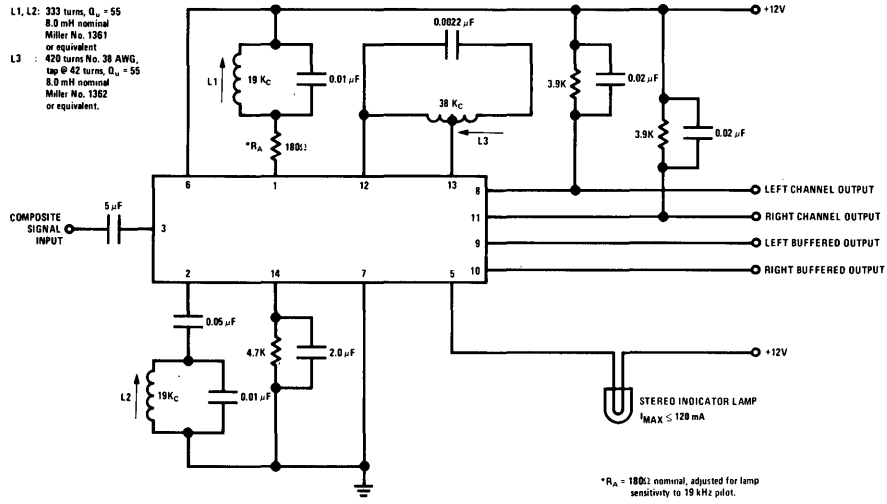 L1, L2: 333 turns, Qu = 55
8.0 mH nominal
Miller No. 1361
or equivalent
L3 : 420 turns No. 38 AWG,
tap @ 42 turns, Qu = 55
8.0 mH nominal
Miller No. 1362
or equivalent.
+12V
0.0022 μF
L1
19 KC
0.01 μF
3.9K
0.02 μF
38 KC
L3
3.9K
0.02 μF
*RA
180Ω
6
1
12
13
8
LEFT CHANNEL OUTPUT
11
RIGHT CHANNEL OUTPUT
9
LEFT BUFFERED OUTPUT
10
RIGHT BUFFERED OUTPUT
COMPOSITE
SIGNAL
INPUT
5 μF
3
2
14
7
5
0.05 μF
4.7K
2.0 μF
+12V
L2
19KC
0.01 μF
STEREO INDICATOR LAMP
IMAX ≤ 120 mA
*RA = 180Ω nominal, adjusted for lamp
sensitivity to 19 kHz pilot.